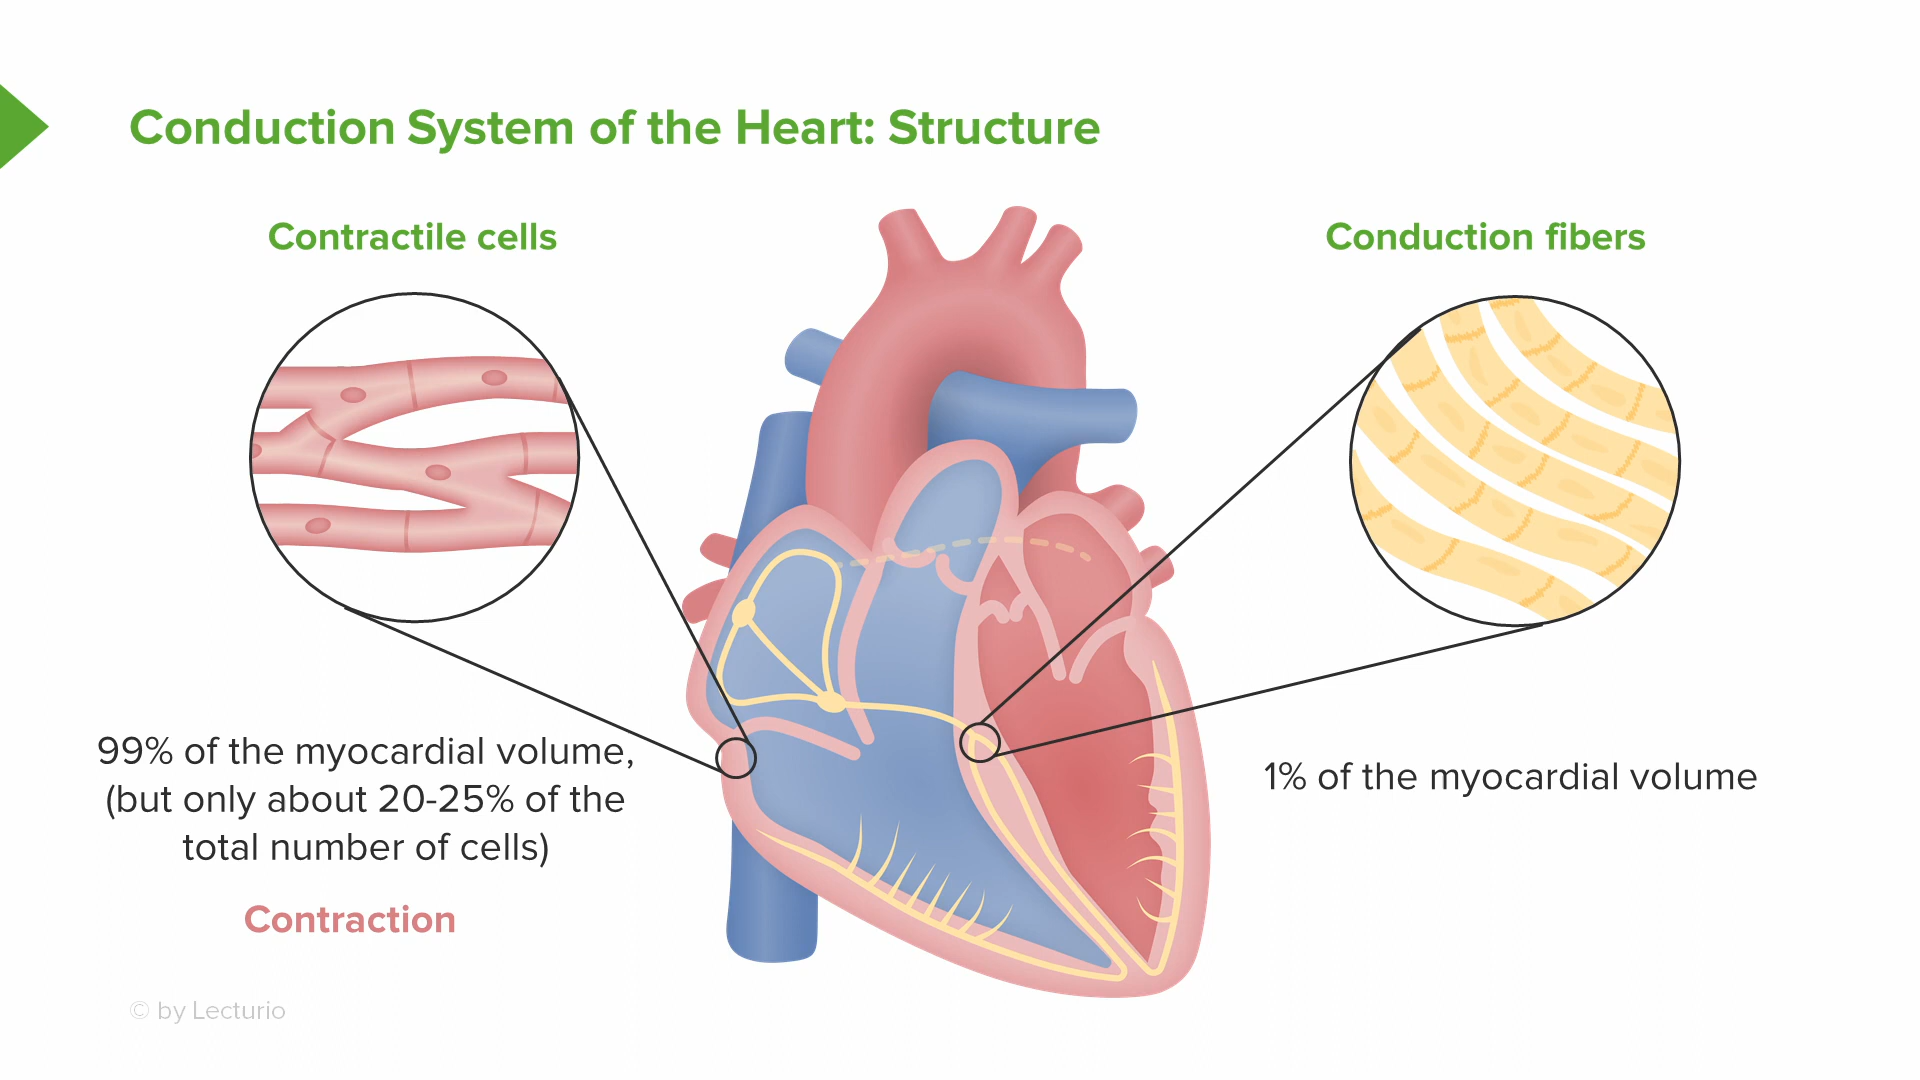 Conduction System of the Heart: Structure
Contractile cells
Conduction fibers
99% of the myocardial volume,
(but only about 20-25% of the
total number of cells)
1% of the myocardial volume
Contraction
© by Lecturio